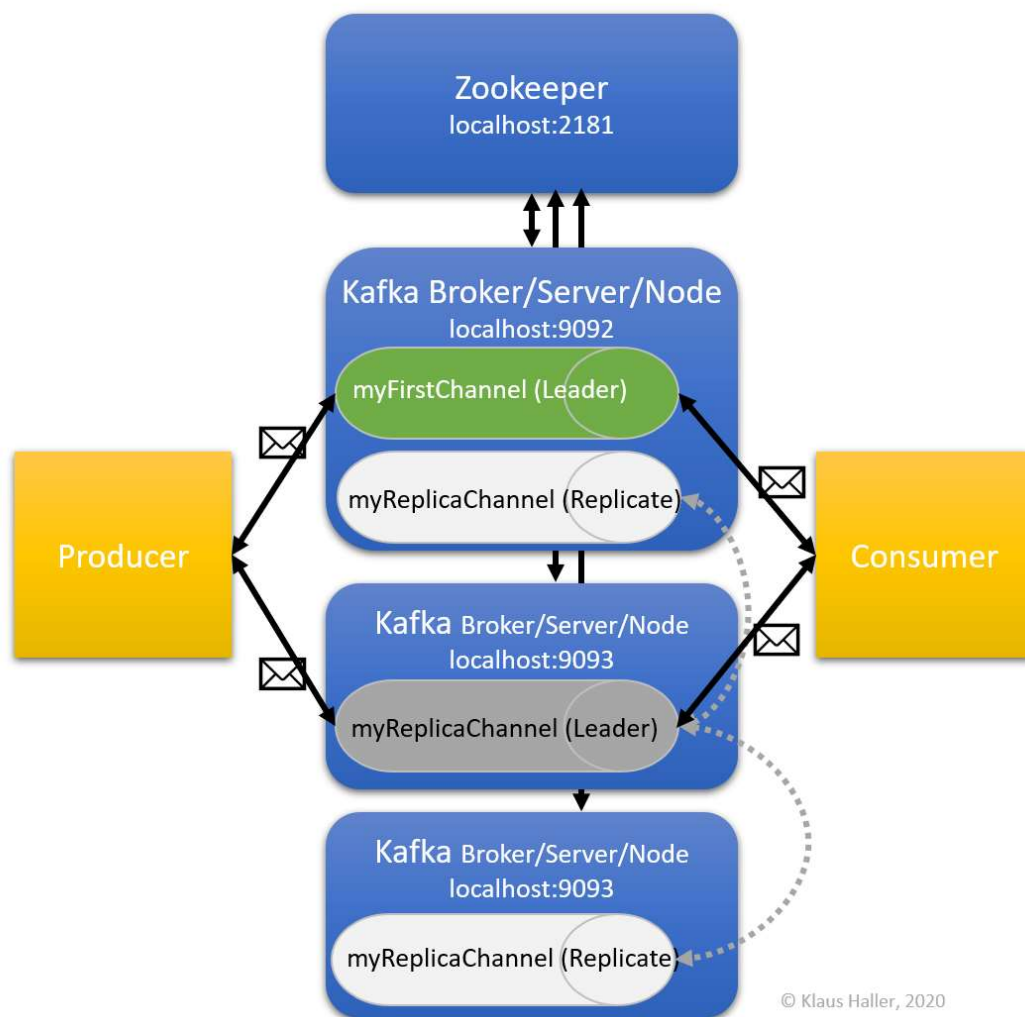 Zookeeper
localhost:2181
Kafka Broker/Server/Node
localhost:9092
myFirstChannel (Leader)
myReplicaChannel (Replicate)
Producer
Consumer
Kafka Broker/Server/Node
localhost:9093
myReplicaChannel (Leader)
Kafka Broker/Server/Node
localhost:9093
myReplicaChannel (Replicate)
© Klaus Haller, 2020